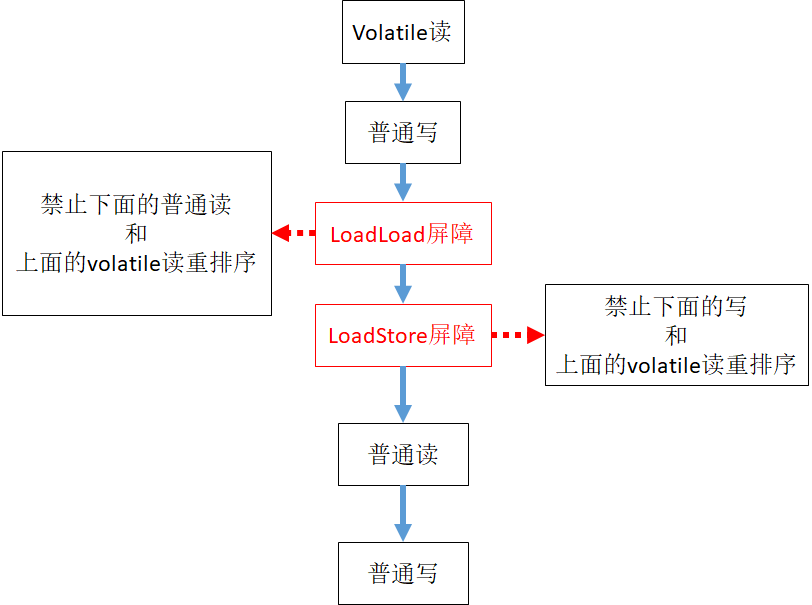 Volatile读
普通写
禁止下面的普通读
和
上面的volatile读重排序
LoadLoad屏障
LoadStore屏障
禁止下面的写
和
上面的volatile读重排序
普通读
普通写